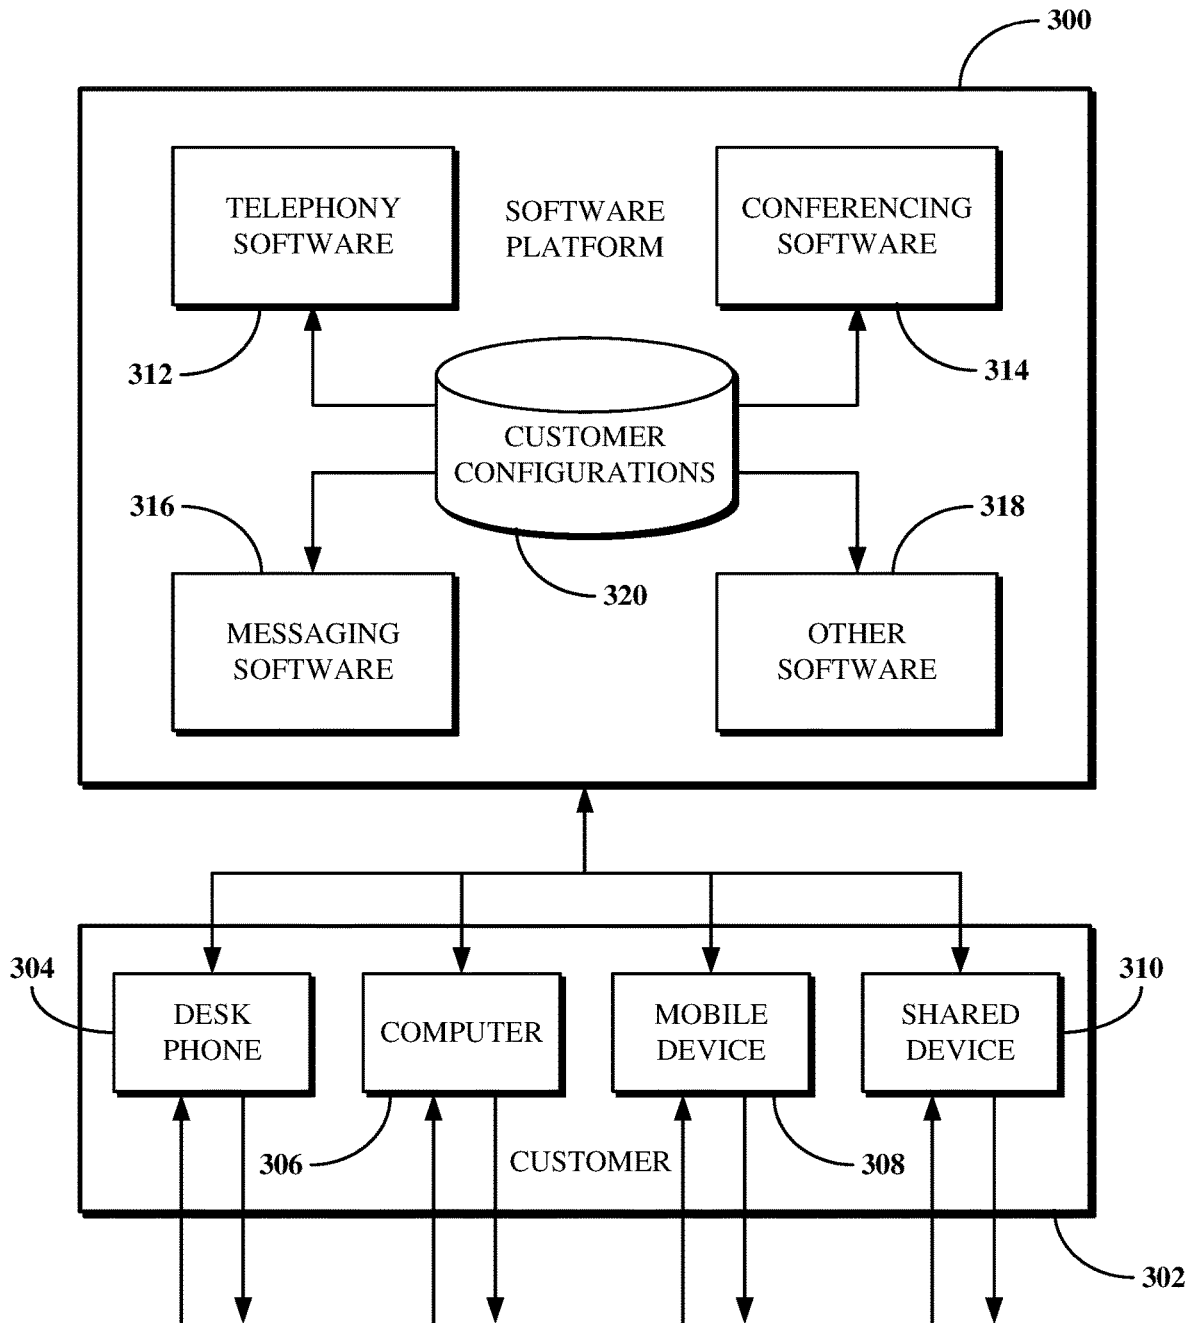 300
TELEPHONY
SOFTWARE
SOFTWARE
PLATFORM
CONFERENCING
SOFTWARE
312
314
CUSTOMER
CONFIGURATIONS
316
318
320
MESSAGING
SOFTWARE
OTHER
SOFTWARE
304
310
DESK
PHONE
COMPUTER
MOBILE
DEVICE
SHARED
DEVICE
306
CUSTOMER
308
302